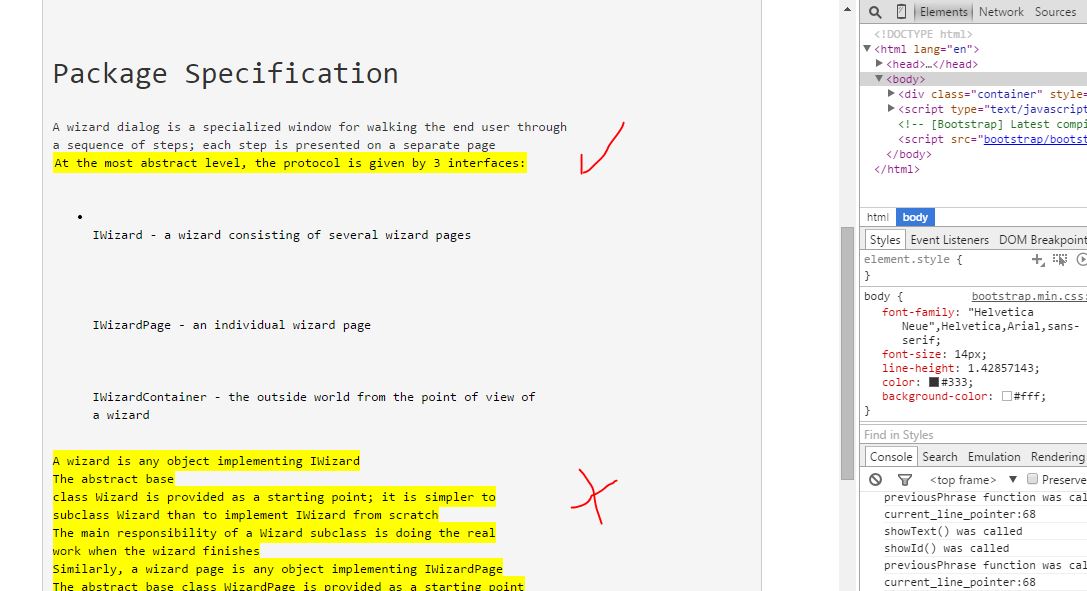 Package Specification
A wizard dialog is a specialized window for walking the end user through
a sequence of steps; each step is presented on a separate page
At the most abstract level, the protocol is given by 3 interfaces:
IWizard - a wizard consisting of several wizard pages
IWizardPage - an individual wizard page
IWizardContainer - the outside world from the point of view of
a wizard
A wizard is any object implementing IWizard
The abstract base
class Wizard is provided as a starting point; it is simpler to
subclass Wizard than to implement IWizard from scratch
The main responsibility of a Wizard subclass is doing the real
work when the wizard finishes
Similarly, a wizard page is any object implementing IWizardPage
The abstract base class WizardPage is provided as a starting point
Elements Network Sources
<!DOCTYPE html>
<html lang="en">
<head>…</head>
<body>
<div class="container" style=
<script type="text/javascript
<!-- [Bootstrap] Latest compi
<script src="bootstrap/bootst
</body>
</html>
html body
Styles Event Listeners DOM Breakpoint
element.style {
}
body { bootstrap.min.css:
font-family: "Helvetica
Neue",Helvetica,Arial,sans-
serif;
font-size: 14px;
line-height: 1.42857143;
color: #333;
background-color: #fff;
}
Find in Styles
Console Search Emulation Rendering
<top frame> ▼ Preserve
previousPhrase function was cal
current_line_pointer:68
showText() was called
showId() was called
previousPhrase function was cal
current_line_pointer:68